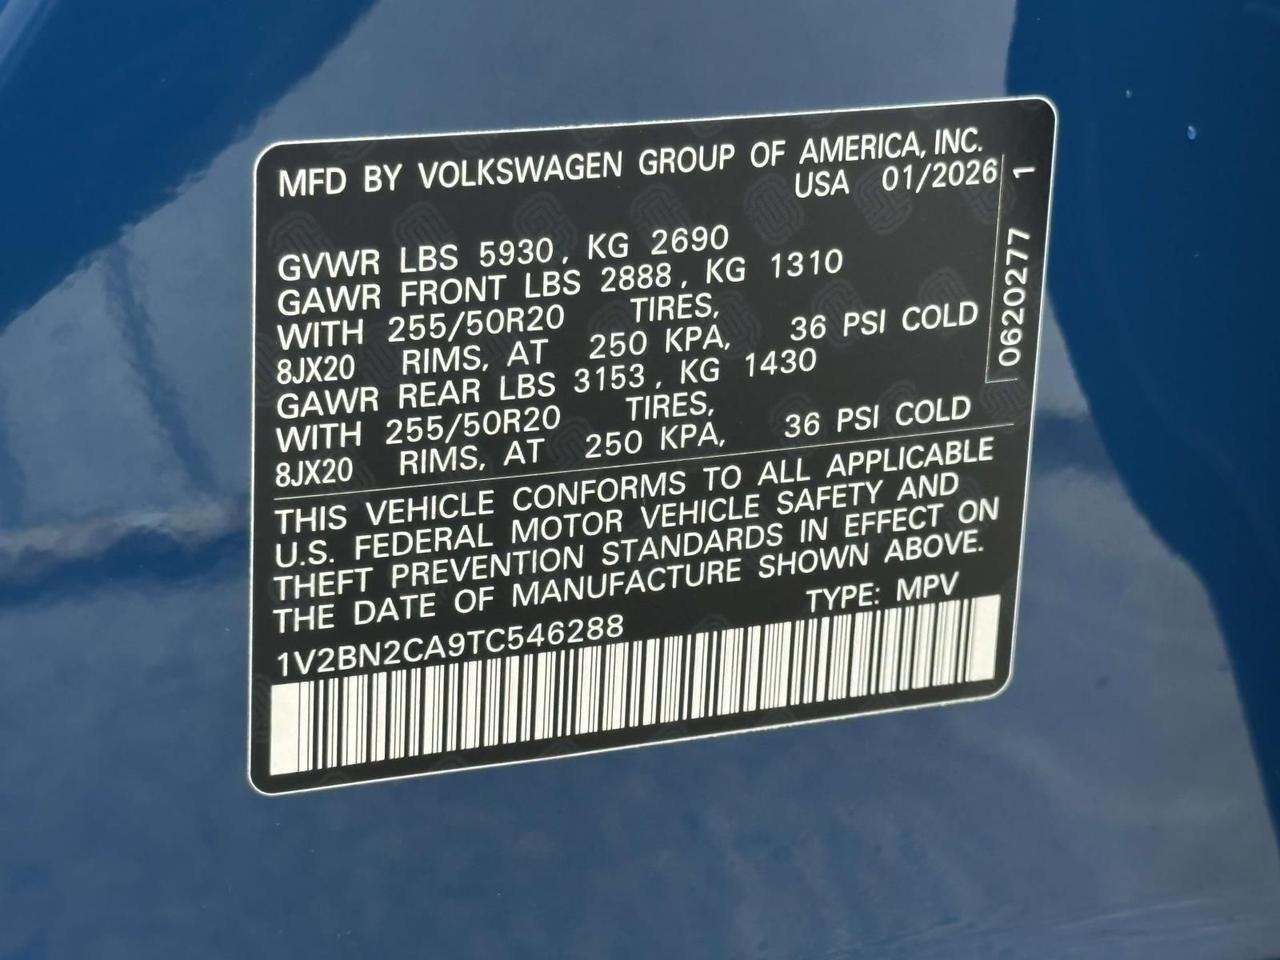 MFD BY VOLKSWAGEN GROUP OF AMERICA, INC.
USA 01/2026
GVWR LBS 5930, KG 2690
GAWR FRONT LBS 2888, KG 1310
WITH 255/50R20 TIRES,
8JX20 RIMS, AT 250 KPA, 36 PSI COLD
GAWR REAR LBS 3153, KG 1430
WITH 255/50R20 TIRES,
8JX20 RIMS, AT 250 KPA, 36 PSI COLD
0620277 1
THIS VEHICLE CONFORMS TO ALL APPLICABLE
U.S. FEDERAL MOTOR VEHICLE SAFETY AND
THEFT PREVENTION STANDARDS IN EFFECT ON
THE DATE OF MANUFACTURE SHOWN ABOVE.
TYPE: MPV
1V2BN2CA9TC546288